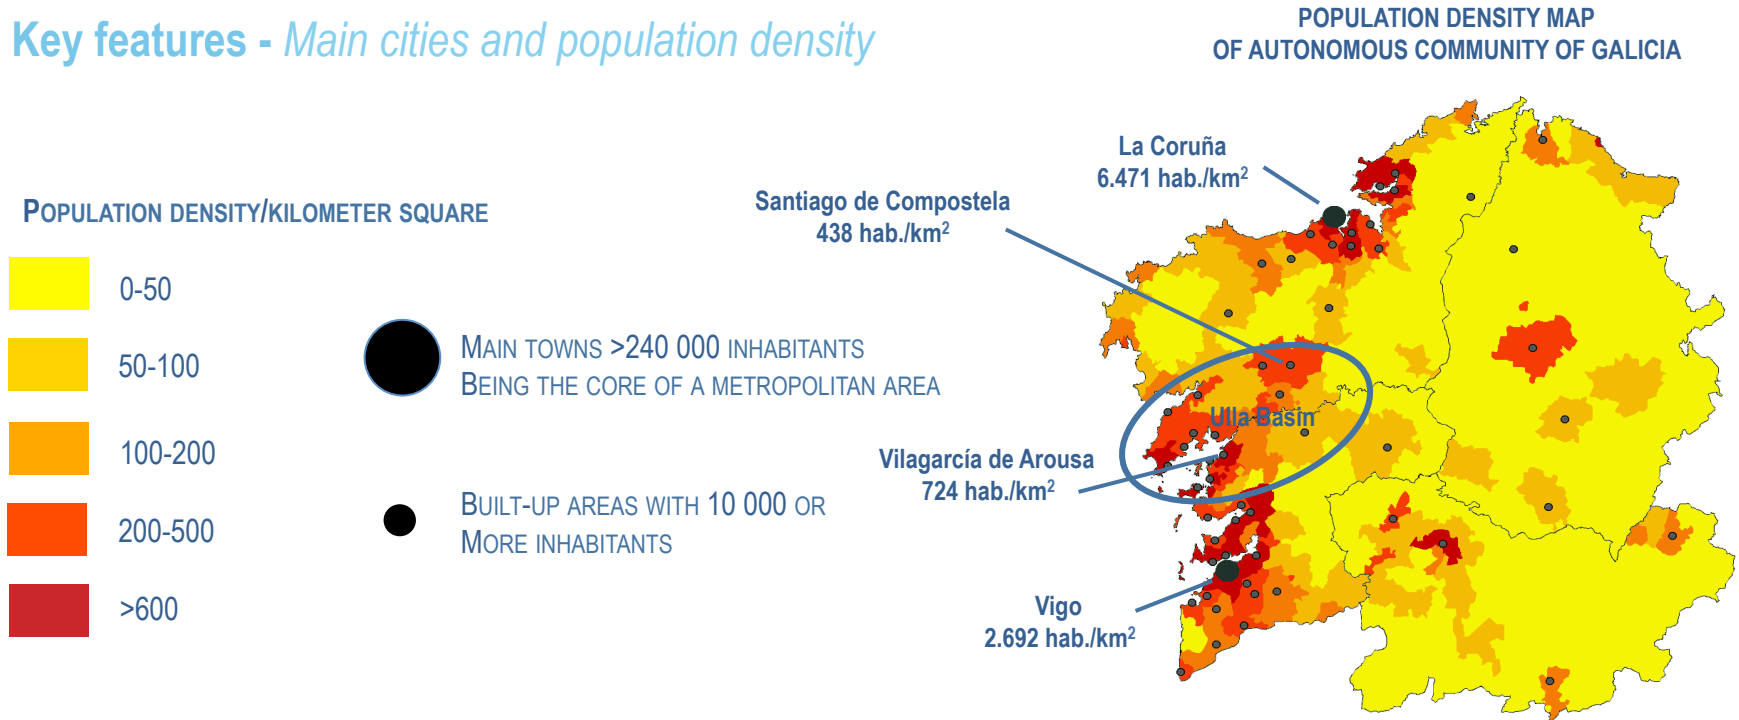 Key features - Main cities and population density
POPULATION DENSITY MAP
OF AUTONOMOUS COMMUNITY OF GALICIA
La Coruña
6.471 hab./km²
Santiago de Compostela
438 hab./km²
POPULATION DENSITY/KILOMETER SQUARE
0-50
50-100
100-200
200-500
>600
MAIN TOWNS >240 000 INHABITANTS
BEING THE CORE OF A METROPOLITAN AREA
BUILT-UP AREAS WITH 10 000 OR
MORE INHABITANTS
Ulla Basin
Vilagarcía de Arousa
724 hab./km²
Vigo
2.692 hab./km²